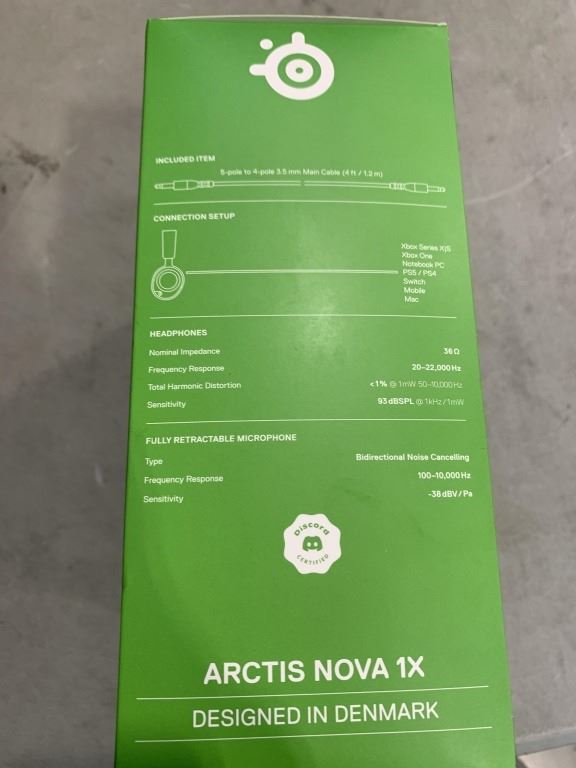 INCLUDED ITEM
5-pole to 4-pole 3.5 mm Main Cable (4 ft / 1.2 m)
CONNECTION SETUP
Xbox Series X|S
Xbox One
Notebook PC
PS5 / PS4
Switch
Mobile
Mac
HEADPHONES
Nominal Impedance 36 Ω
Frequency Response 20–22,000 Hz
Total Harmonic Distortion <1% @ 1mW 50-10,000 Hz
Sensitivity 93 dBSPL @ 1kHz / 1mW
FULLY RETRACTABLE MICROPHONE
Type Bidirectional Noise Cancelling
Frequency Response 100–10,000 Hz
Sensitivity -38 dBV / Pa
Discord
CERTIFIED
ARCTIS NOVA 1X
DESIGNED IN DENMARK